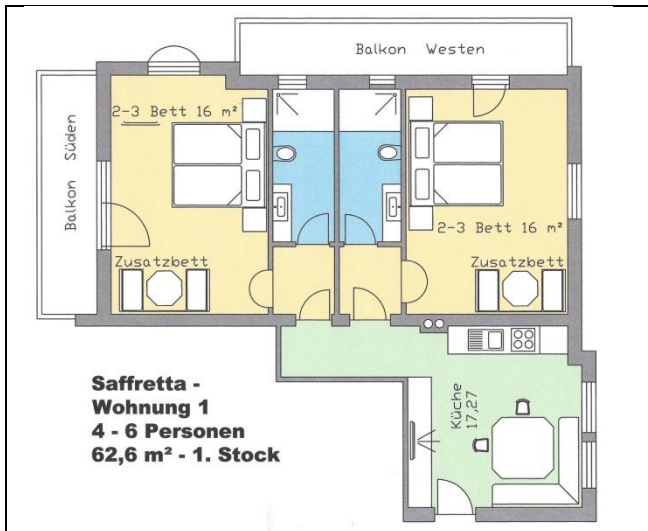 Balkon Westen
2-3 Bett 16 m²
Balkon Süden
2-3 Bett 16 m²
Zusatzbett
Zusatzbett
Küche
17,27
Saffretta -
Wohnung 1
4 - 6 Personen
62,6 m² - 1. Stock